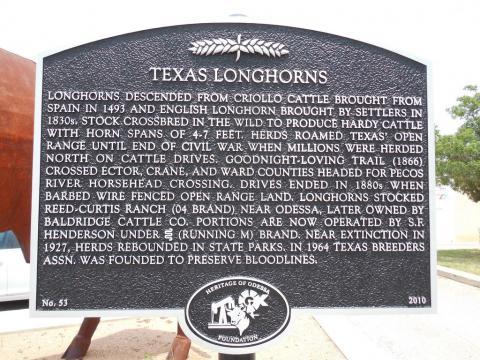 TEXAS LONGHORNS
LONGHORNS DESCENDED FROM CRIOLLO CATTLE BROUGHT FROM
SPAIN IN 1493 AND ENGLISH LONGHORN BROUGHT BY SETTLERS IN
1830s. STOCK CROSSBRED IN THE WILD TO PRODUCE HARDY CATTLE
WITH HORN SPANS OF 4-7 FEET. HERDS ROAMED TEXAS' OPEN
RANGE UNTIL END OF CIVIL WAR WHEN MILLIONS WERE HERDED
NORTH ON CATTLE DRIVES. GOODNIGHT-LOVING TRAIL (1866)
CROSSED ECTOR, CRANE, AND WARD COUNTIES HEADED FOR PECOS
RIVER HORSEHEAD CROSSING. DRIVES ENDED IN 1880s WHEN
BARBED WIRE FENCED OPEN RANGE LAND. LONGHORNS STOCKED
REED-CURTIS RANCH (04 BRAND) NEAR ODESSA, LATER OWNED BY
BALDRIDGE CATTLE CO. PORTIONS ARE NOW OPERATED BY S.P.
HENDERSON UNDER (RUNNING M) BRAND. NEAR EXTINCTION IN
1927, HERDS REBOUNDED IN STATE PARKS. IN 1964 TEXAS BREEDERS
ASSN. WAS FOUNDED TO PRESERVE BLOODLINES.
No. 53
2010
HERITAGE OF ODESSA
FOUNDATION